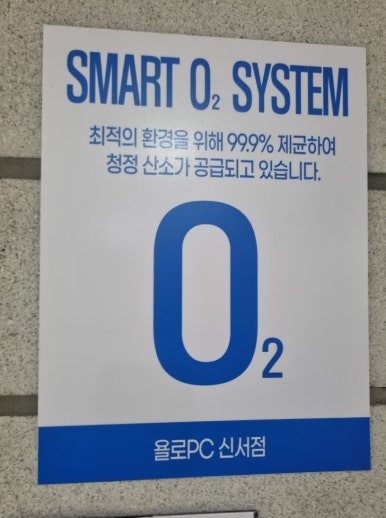 SMART O₂ SYSTEM
최적의 환경을 위해 99.9% 제균하여
청정 산소가 공급되고 있습니다.
O₂
욜로PC 신서점